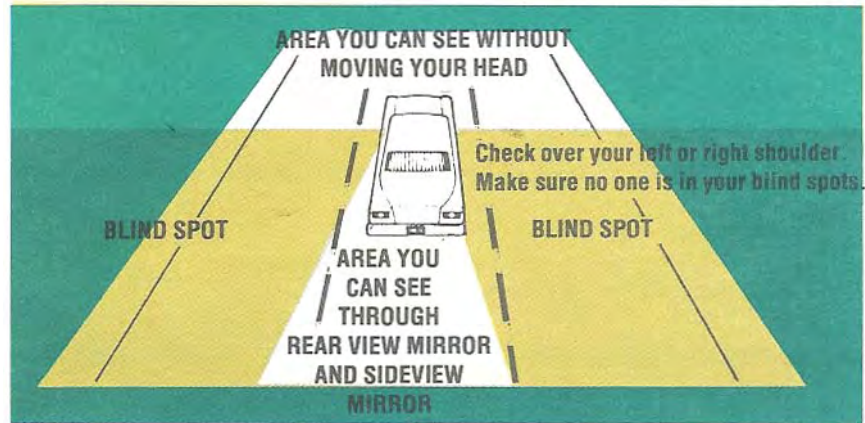 AREA YOU CAN SEE WITHOUT
MOVING YOUR HEAD
Check over your left or right shoulder.
Make sure no one is in your blind spots.
BLIND SPOT
BLIND SPOT
AREA YOU
CAN SEE
THROUGH
REAR VIEW MIRROR
AND SIDEVIEW
MIRROR